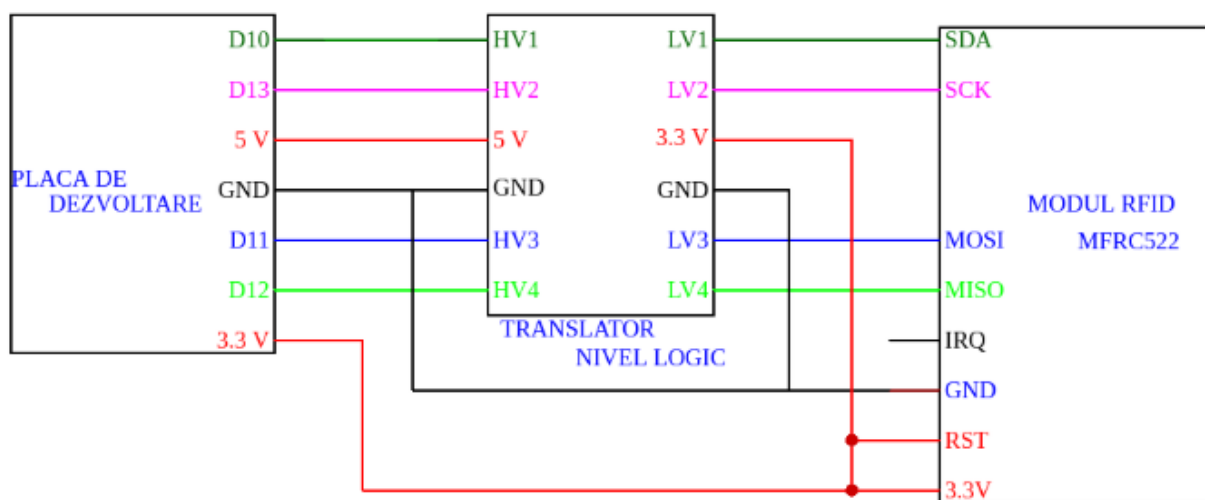 D10
D13
5 V
GND
D11
D12
3.3 V
PLACA DE
DEZVOLTARE
HV1
HV2
5 V
GND
HV3
HV4
LV1
LV2
3.3 V
GND
LV3
LV4
TRANSLATOR
NIVEL LOGIC
SDA
SCK
MOSI
MISO
IRQ
GND
RST
3.3V
MODUL RFID
MFRC522